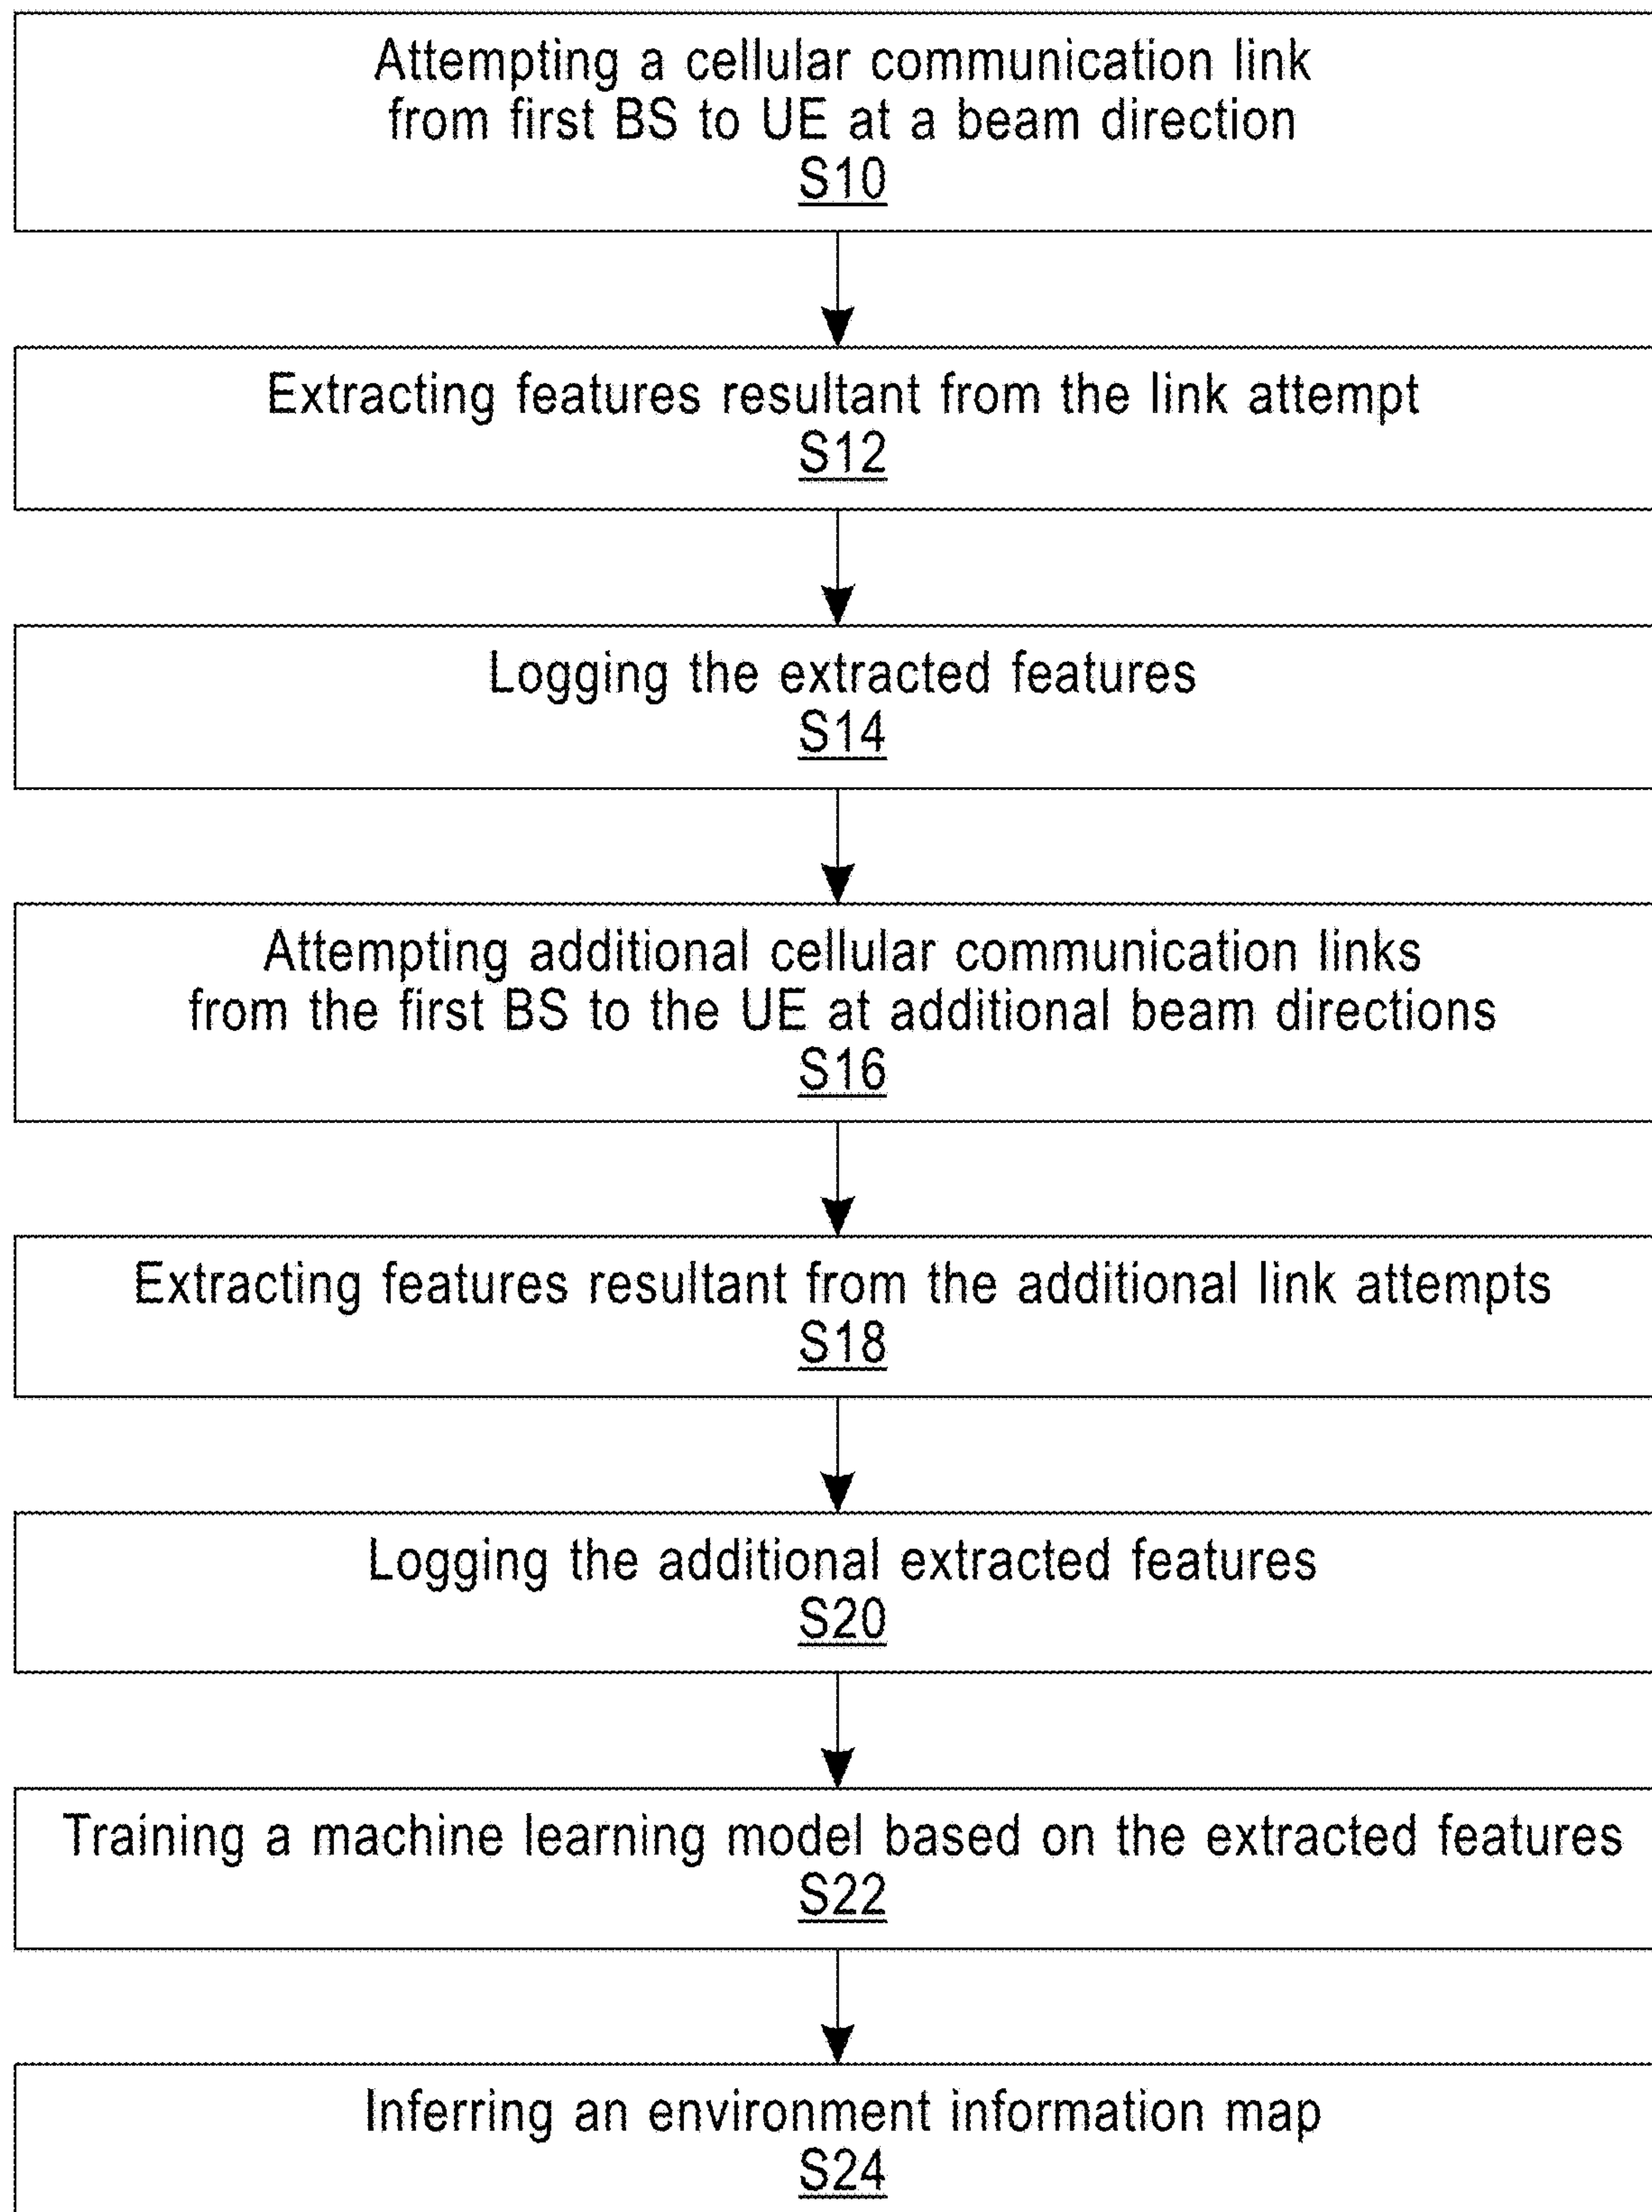 Attempting a cellular communication link
from first BS to UE at a beam direction
S10
Extracting features resultant from the link attempt
S12
Logging the extracted features
S14
Attempting additional cellular communication links
from the first BS to the UE at additional beam directions
S16
Extracting features resultant from the additional link attempts
S18
Logging the additional extracted features
S20
Training a machine learning model based on the extracted features
S22
Inferring an environment information map
S24